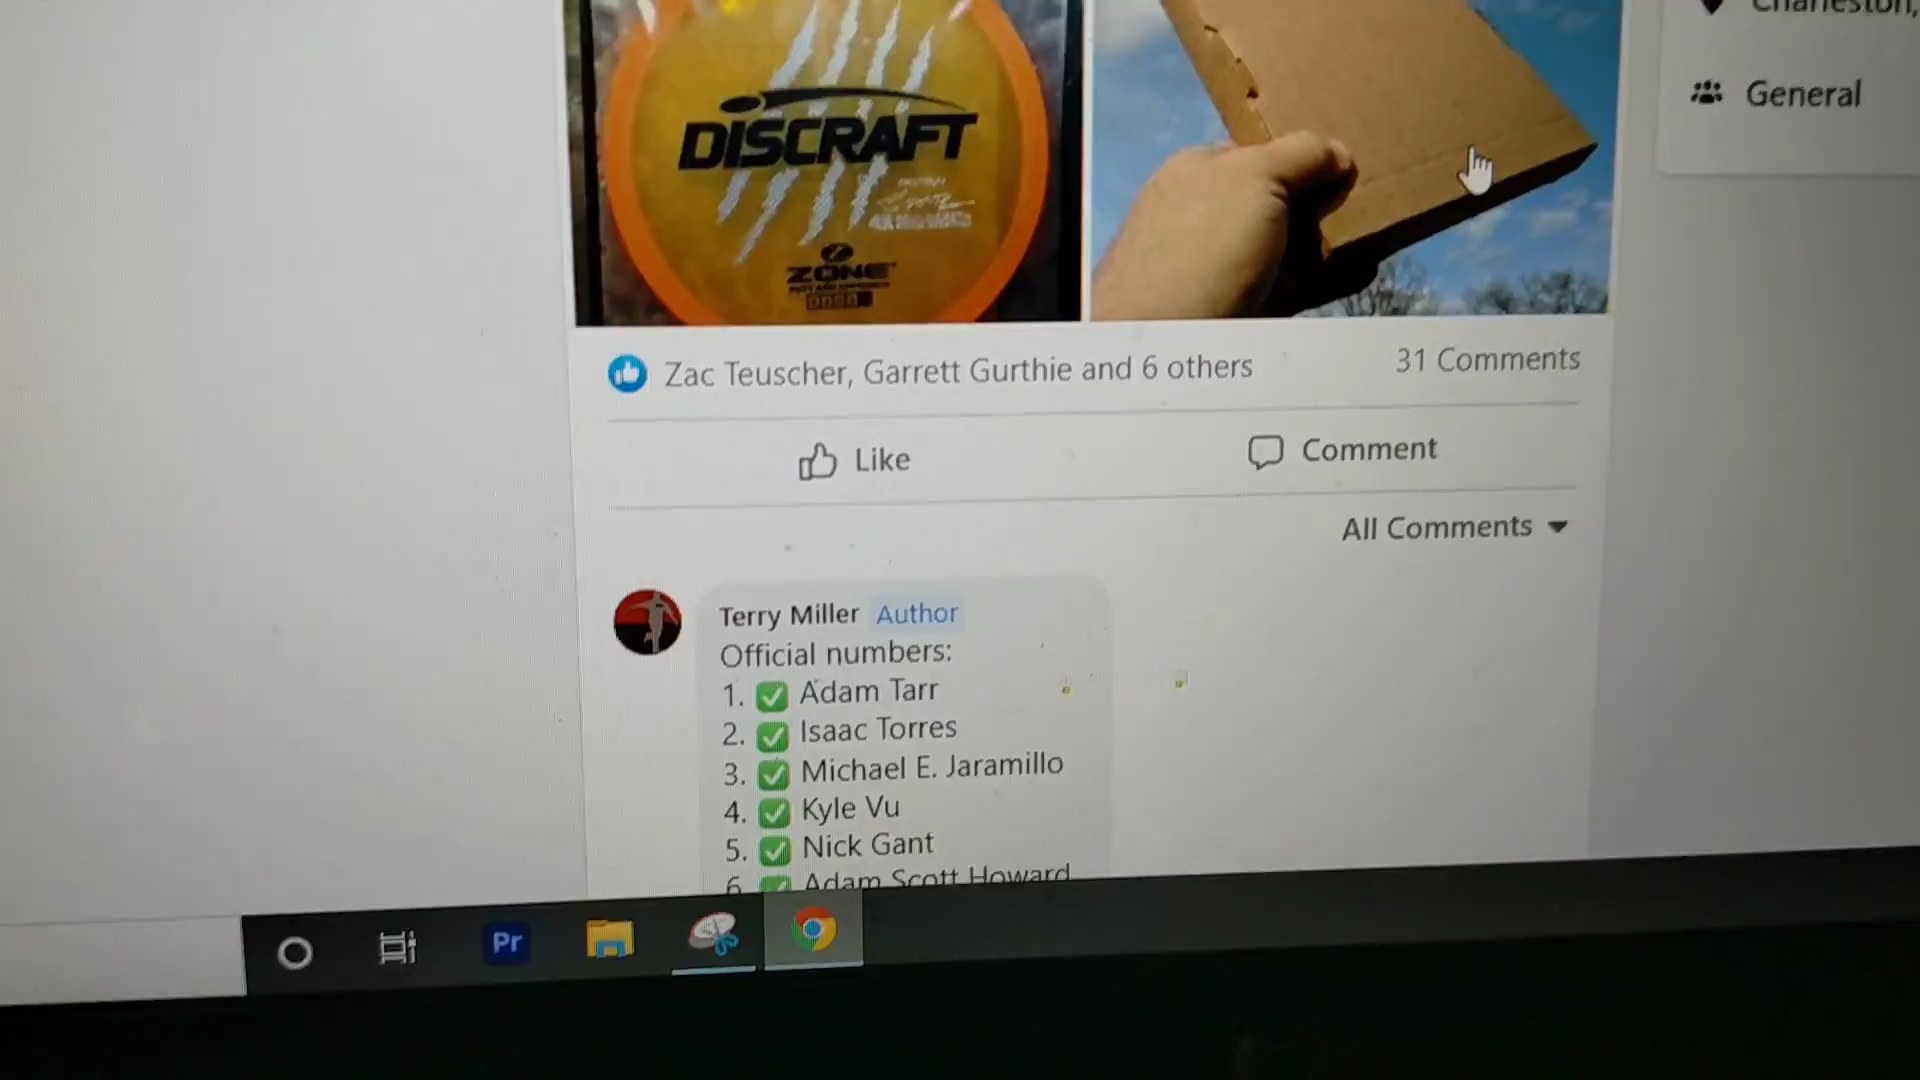 Charleston,
General
DISCRAFT
ZONE
Zac Teuscher, Garrett Gurthie and 6 others
31 Comments
Like
Comment
All Comments
Terry Miller Author
Official numbers:
1. ✅ Adam Tarr
2. ✅ Isaac Torres
3. ✅ Michael E. Jaramillo
4. ✅ Kyle Vu
5. ✅ Nick Gant
6. ✅ Adam Scott Howard
Pr